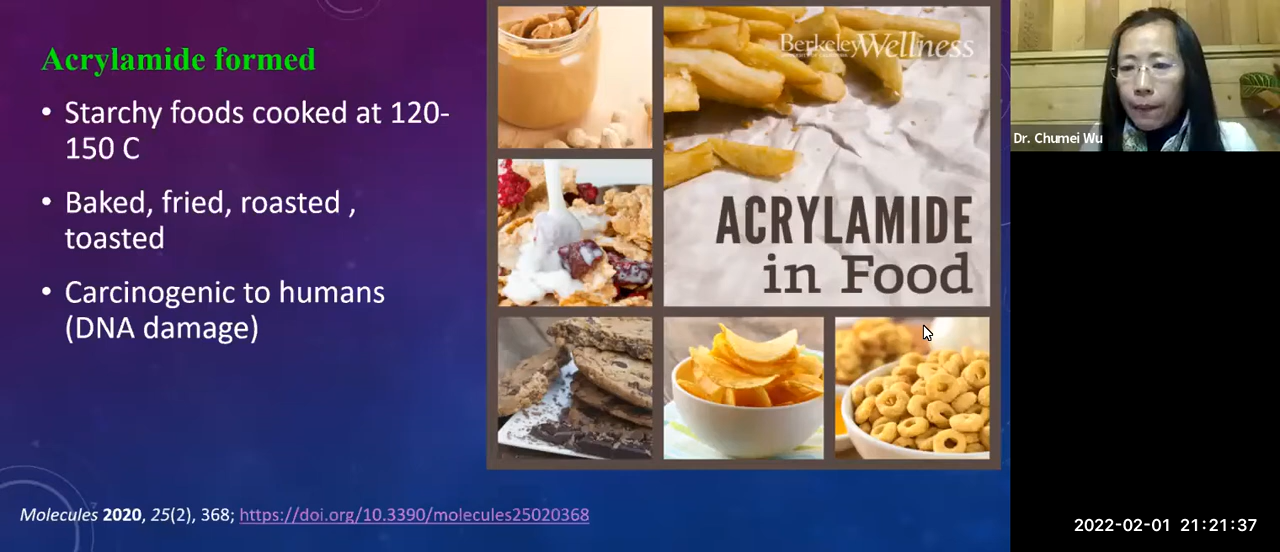 Acrylamide formed
• Starchy foods cooked at 120-
150 C
• Baked, fried, roasted ,
toasted
• Carcinogenic to humans
(DNA damage)
Molecules 2020, 25(2), 368; https://doi.org/10.3390/molecules25020368
BerkeleyWellness
ACRYLAMIDE
in Food
Dr. Chumei Wu
2022-02-01 21:21:37